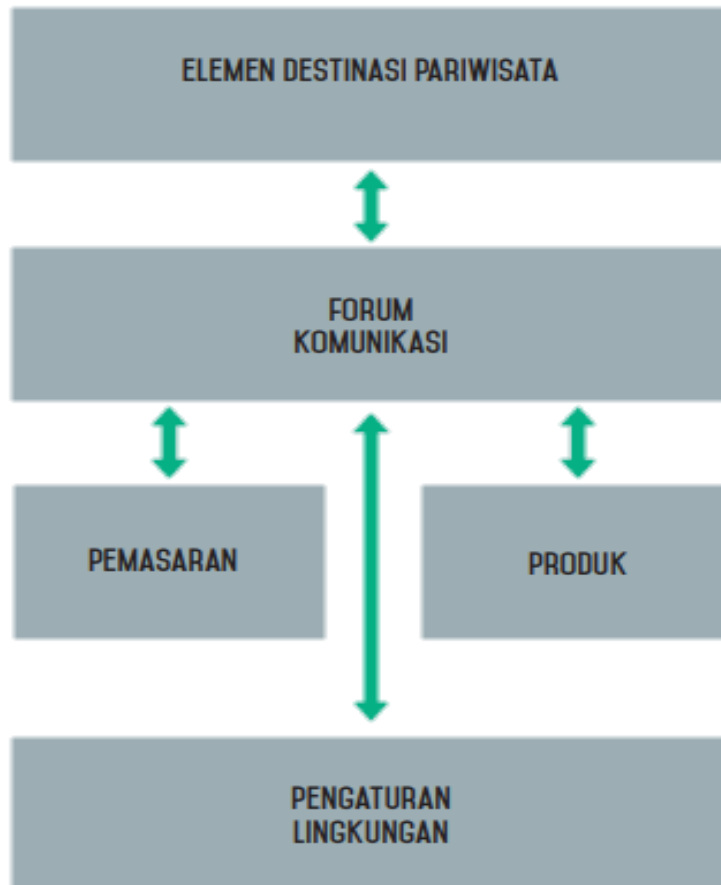 ELEMEN DESTINASI PARIWISATA
FORUM
KOMUNIKASI
PEMASARAN
PRODUK
PENGATURAN
LINGKUNGAN